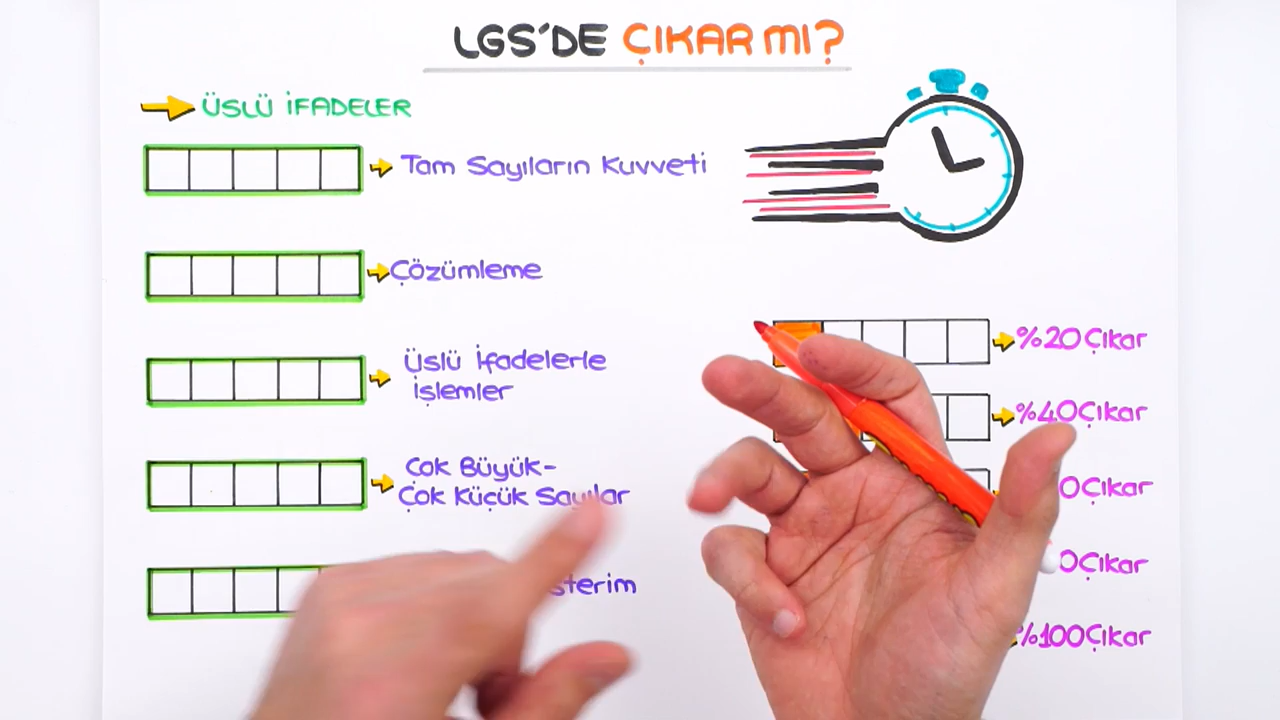 LGS'DE ÇIKAR MI?
ÜSLÜ İFADELER
Tam Sayıların Kuvveti
Çözümleme
Üslü İfadelerle
İşlemler
Çok Büyük-
Çok Küçük Sayılar
%20 Çıkar
%40 Çıkar
Çıkar
Çıkar
%100 Çıkar